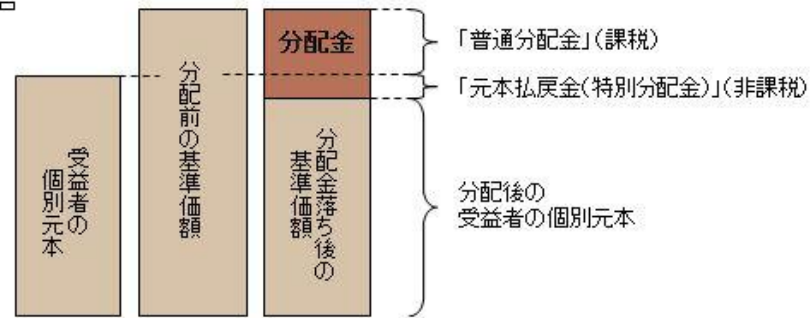 分配金
「普通分配金」(課税)
「元本払戻金(特別分配金)」(非課税)
受益者の
個別元本
分配前の基準価額
分配金落ち後の
基準価額
分配後の
受益者の個別元本